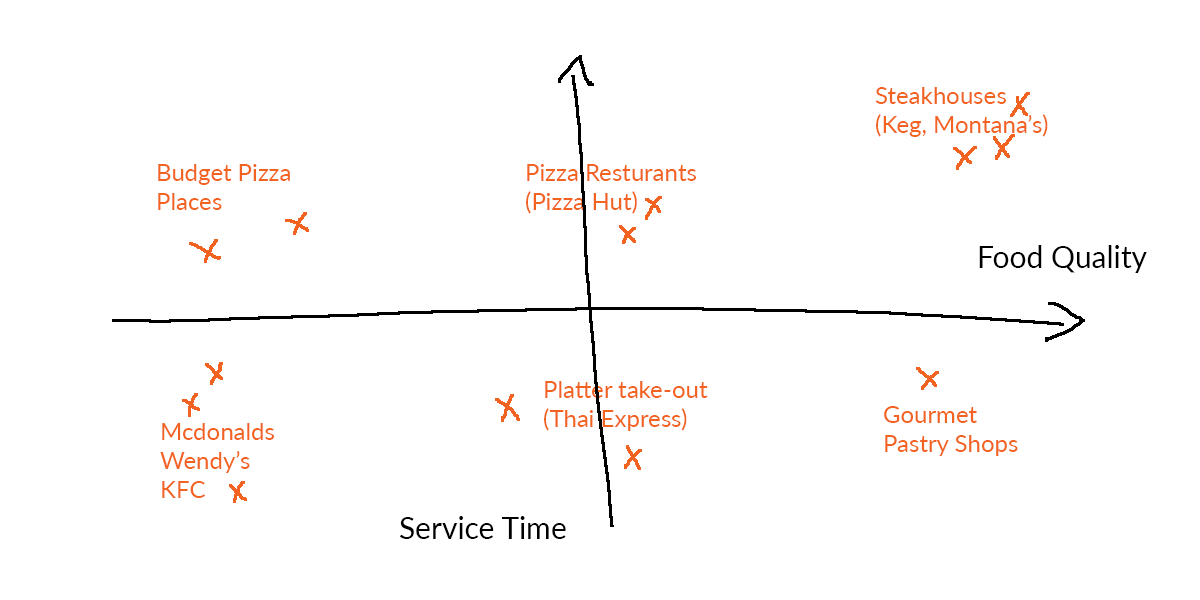 Steakhouses
(Keg, Montana's)
Budget Pizza
Places
Pizza Resturants
(Pizza Hut)
Food Quality
Mcdonalds
Wendy's
KFC
Platter take-out
(Thai Express)
Gourmet
Pastry Shops
Service Time